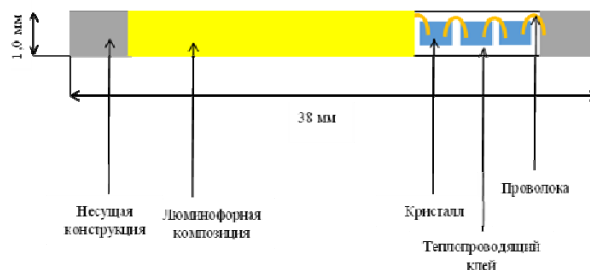 1,0 мм
38 мм
Несущая
конструкция
Люминофорная
композиция
Кристалл
Проволока
Теплопроводящий
клей